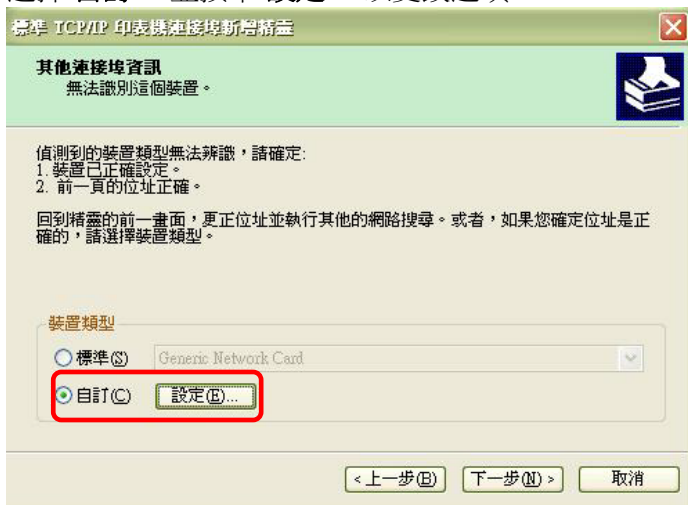 標準 TCP/IP 印表機連接埠新增精靈
其他連接埠資訊
無法識別這個裝置。
偵測到的裝置類型無法辨識，請確定:
1. 裝置已正確設定。
2. 前一頁的位址正確。
回到精靈的前一畫面，更正位址並執行其他的網路搜尋。或者，如果您確定位址是正
確的，請選擇裝置類型。
裝置類型
標準(S) Generic Network Card
自訂(C) 設定(E)...
<上一步(B) 下一步(N)> 取消